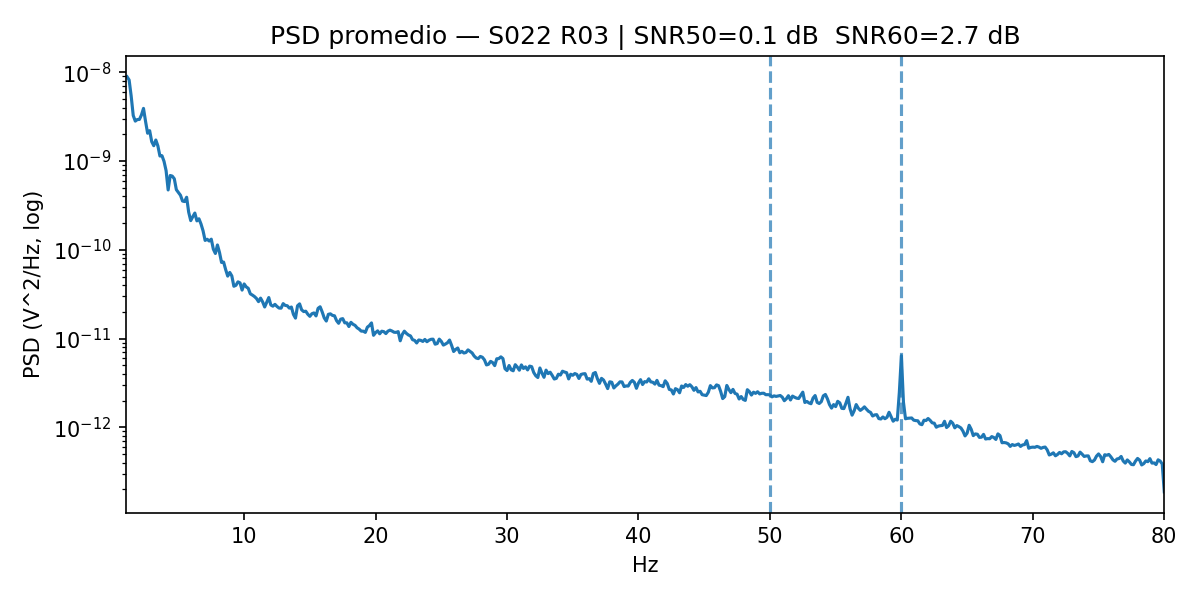 PSD promedio — S022 R03 | SNR50=0.1 dB  SNR60=2.7 dB
PSD (V^2/Hz, log)
10⁻⁸
10⁻⁹
10⁻¹⁰
10⁻¹¹
10⁻¹²
10 20 30 40 50 60 70 80
Hz